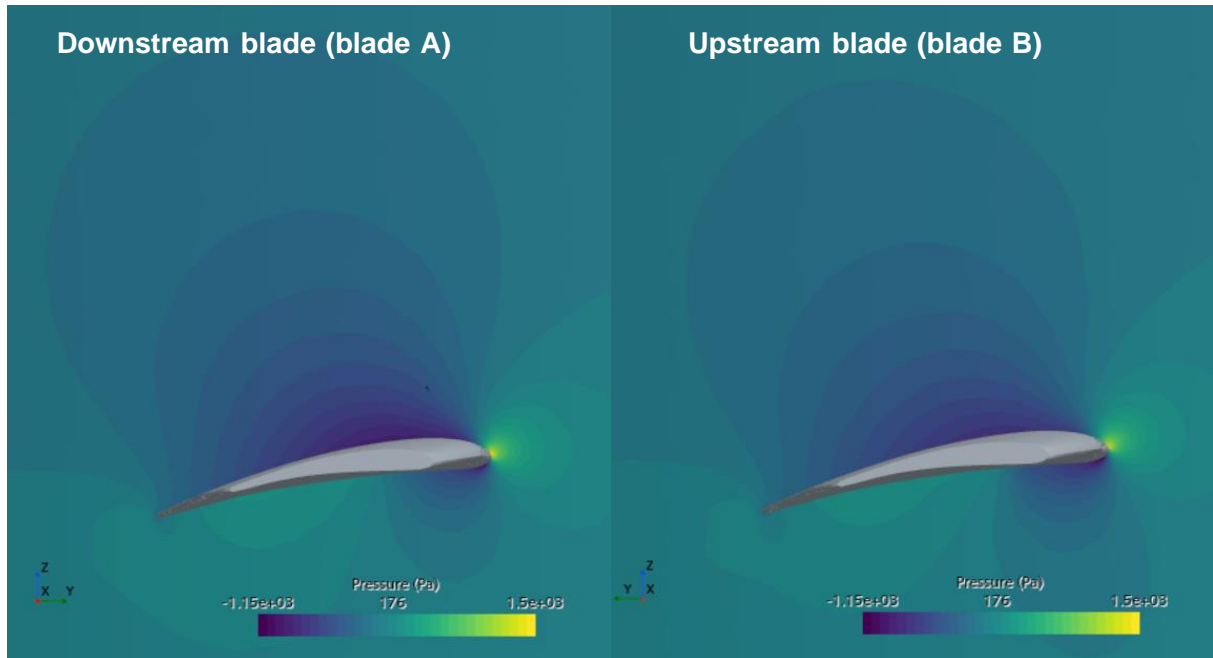 Downstream blade (blade A)
Upstream blade (blade B)
Z
X Y
Pressure (Pa)
-1.15e+03 176 1.5e+03
Z
Y X
Pressure (Pa)
-1.15e+03 176 1.5e+03